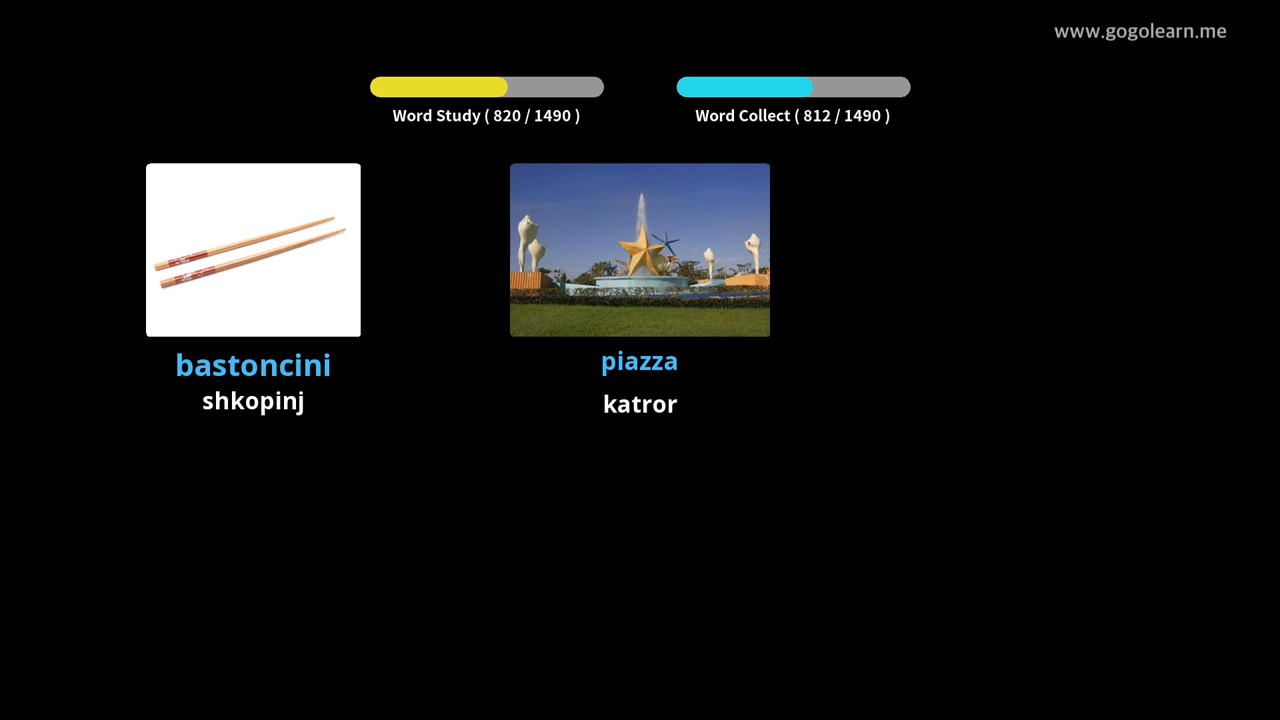 www.gogolearn.me
Word Study ( 820 / 1490 )
Word Collect ( 812 / 1490 )
bastoncini
shkopinj
piazza
katror